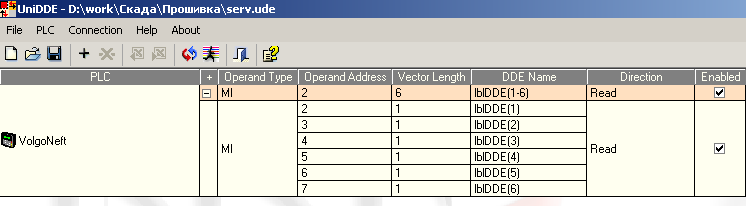 UniDDE - D:\work\Скада\Прошивка\serv.ude
File PLC Connection Help About
PLC + Operand Type Operand Address Vector Length DDE Name Direction Enabled
MI 2 6 lblDDE(1-6) Read
2 1 lblDDE(1)
3 1 lblDDE(2)
VolgoNeft MI 4 1 lblDDE(3) Read
5 1 lblDDE(4)
6 1 lblDDE(5)
7 1 lblDDE(6)